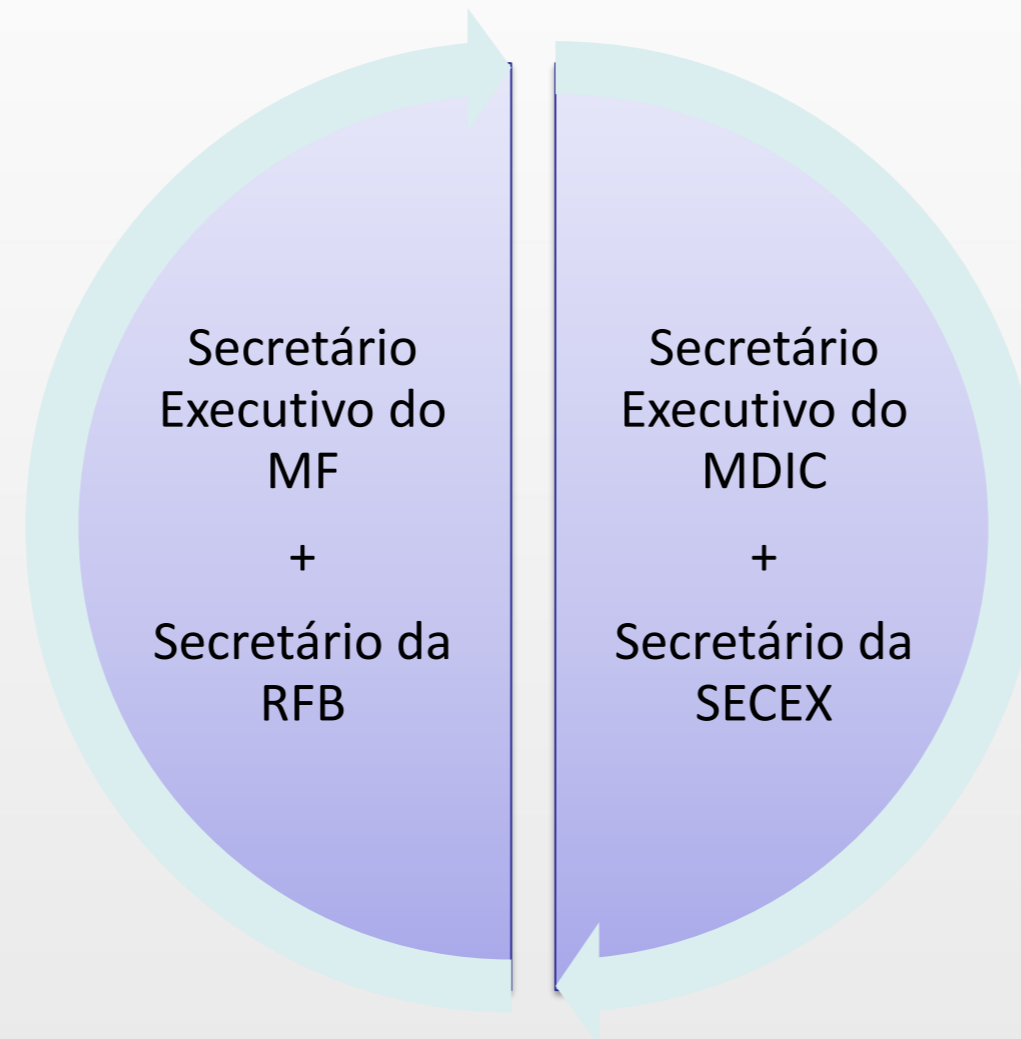 Secretário
Executivo do
MF
+
Secretário da
RFB
Secretário
Executivo do
MDIC
+
Secretário da
SECEX